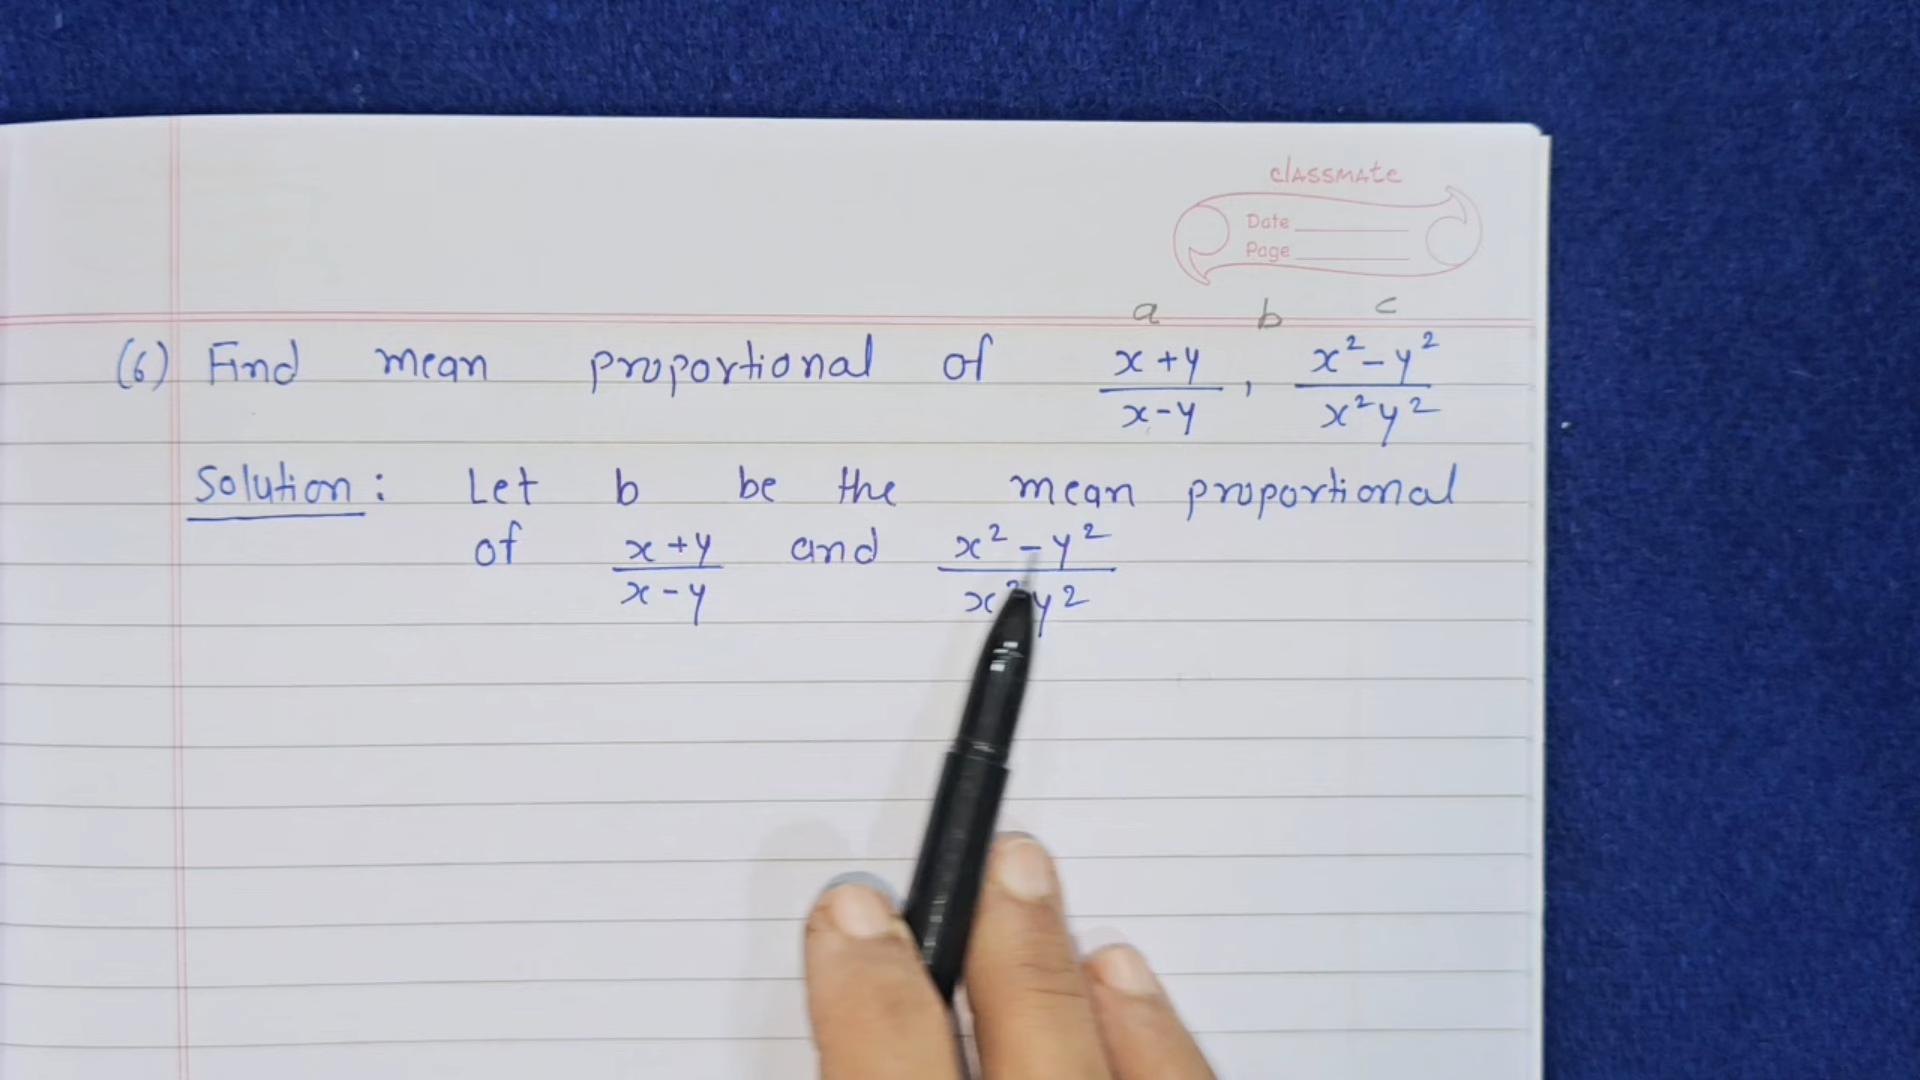 classmate
Date
Page
a b c
(6) Find mean proportional of x+y/x-y , x²-y²/x²y²
Solution: Let b be the mean proportional
of x+y/x-y and x²-y²/x²y²